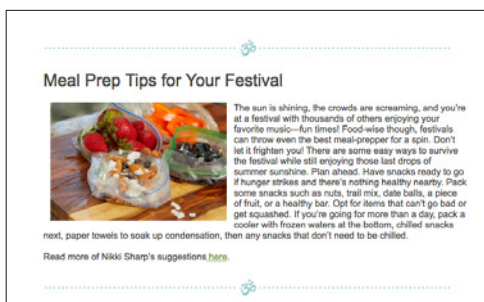 ॐ
Meal Prep Tips for Your Festival
The sun is shining, the crowds are screaming, and you're
at a festival with thousands of others enjoying your
favorite music—fun times! Food-wise though, festivals
can throw even the best meal-prepper for a spin. Don't
let it frighten you! There are some easy ways to survive
the festival while still enjoying those last drops of
summer sunshine. Plan ahead. Have snacks ready to go
if hunger strikes and there's nothing healthy nearby. Pack
some snacks such as nuts, trail mix, date balls, a piece
of fruit, or a healthy bar. Opt for items that can't go bad or
get squashed. If you're going for more than a day, pack a
cooler with frozen waters at the bottom, chilled snacks
next, paper towels to soak up condensation, then any snacks that don't need to be chilled.
Read more of Nikki Sharp's suggestions here.
ॐ